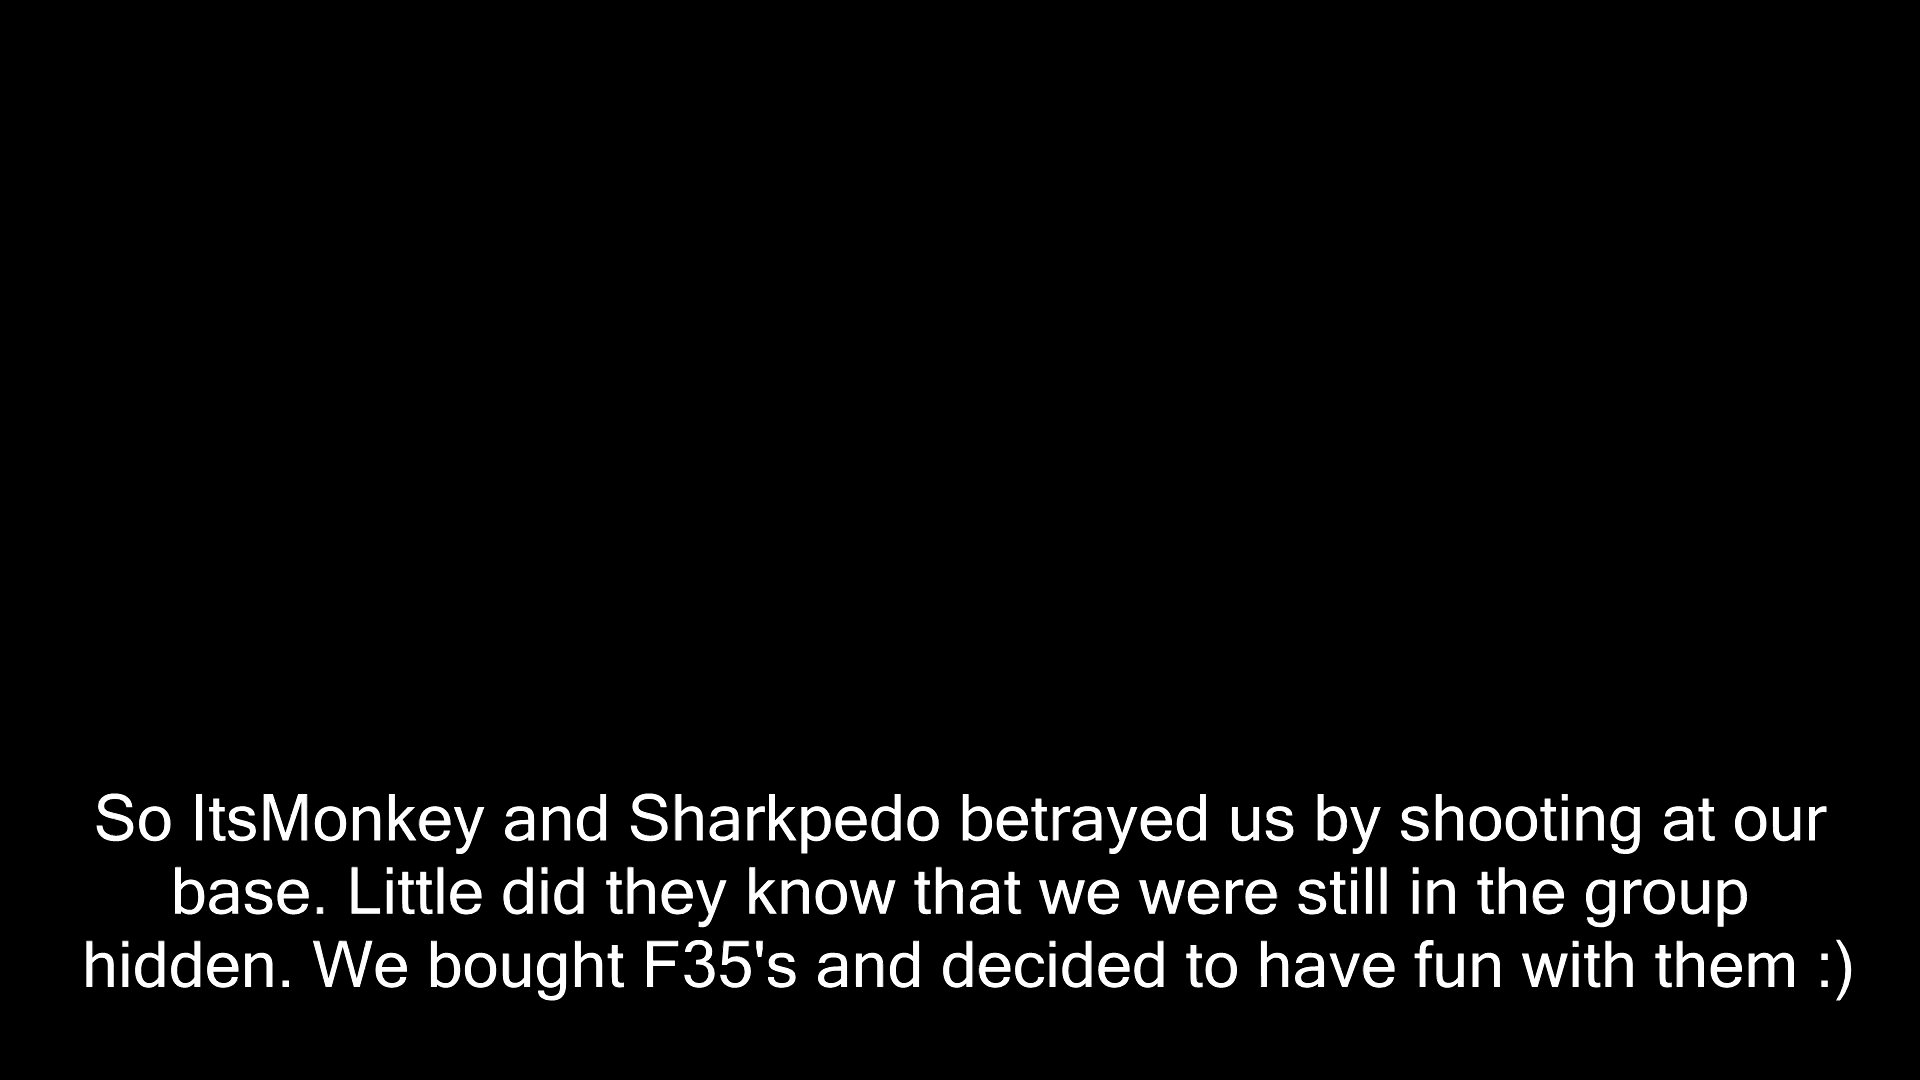 So ItsMonkey and Sharkpedo betrayed us by shooting at our
base. Little did they know that we were still in the group
hidden. We bought F35's and decided to have fun with them :)